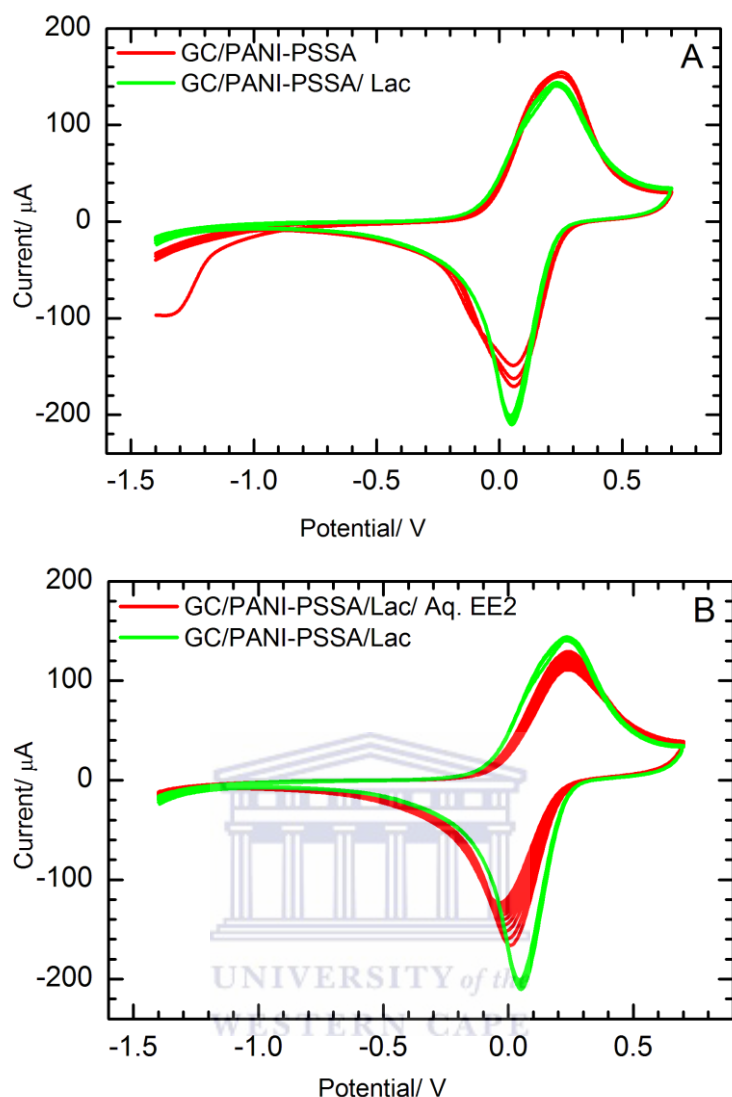 200
GC/PANI-PSSA
A
GC/PANI-PSSA/ Lac
100
0
-100
-200
Current/ µA
-1.5 -1.0 -0.5 0.0 0.5
Potential/ V
200
GC/PANI-PSSA/Lac/ Aq. EE2
B
GC/PANI-PSSA/Lac
100
0
-100
-200
Current/ µA
UNIVERSITY of the
WESTERN CAPE
-1.5 -1.0 -0.5 0.0 0.5
Potential/ V